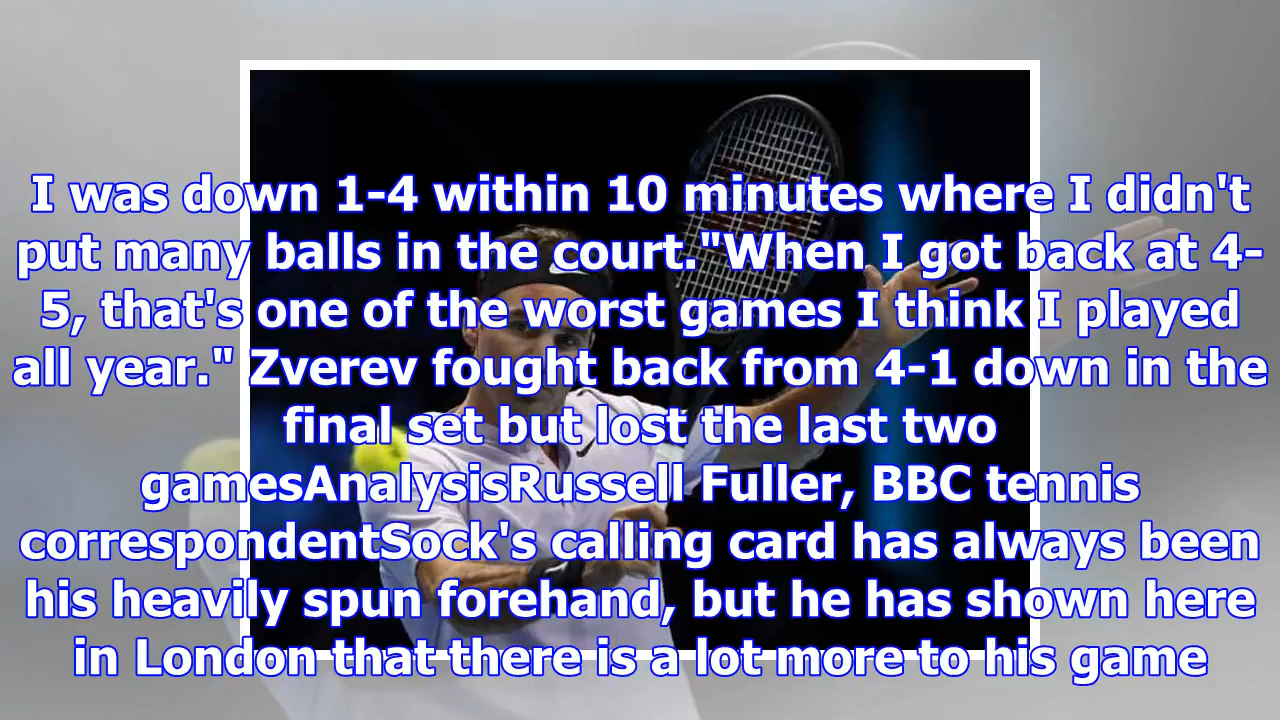 I was down 1-4 within 10 minutes where I didn't
put many balls in the court."When I got back at 4-
5, that's one of the worst games I think I played
all year." Zverev fought back from 4-1 down in the
final set but lost the last two
gamesAnalysisRussell Fuller, BBC tennis
correspondentSock's calling card has always been
his heavily spun forehand, but he has shown here
in London that there is a lot more to his game